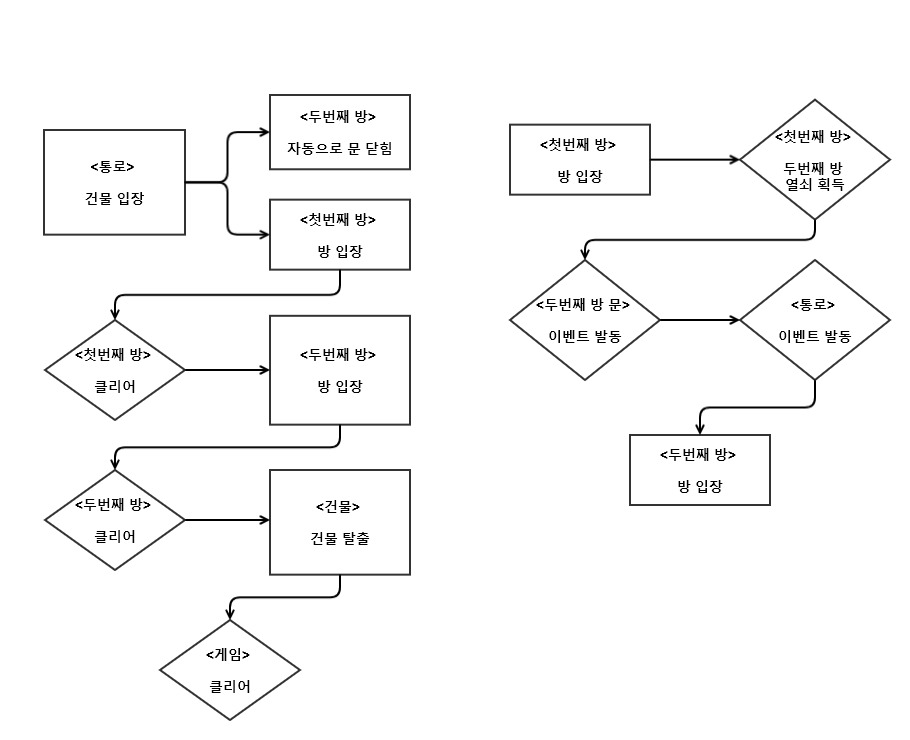 <통로>
건물 입장
<두번째 방>
자동으로 문 닫힘
<첫번째 방>
방 입장
<첫번째 방>
클리어
<두번째 방>
방 입장
<두번째 방>
클리어
<건물>
건물 탈출
<게임>
클리어
<첫번째 방>
방 입장
<첫번째 방>
두번째 방
열쇠 획득
<두번째 방 문>
이벤트 발동
<통로>
이벤트 발동
<두번째 방>
방 입장